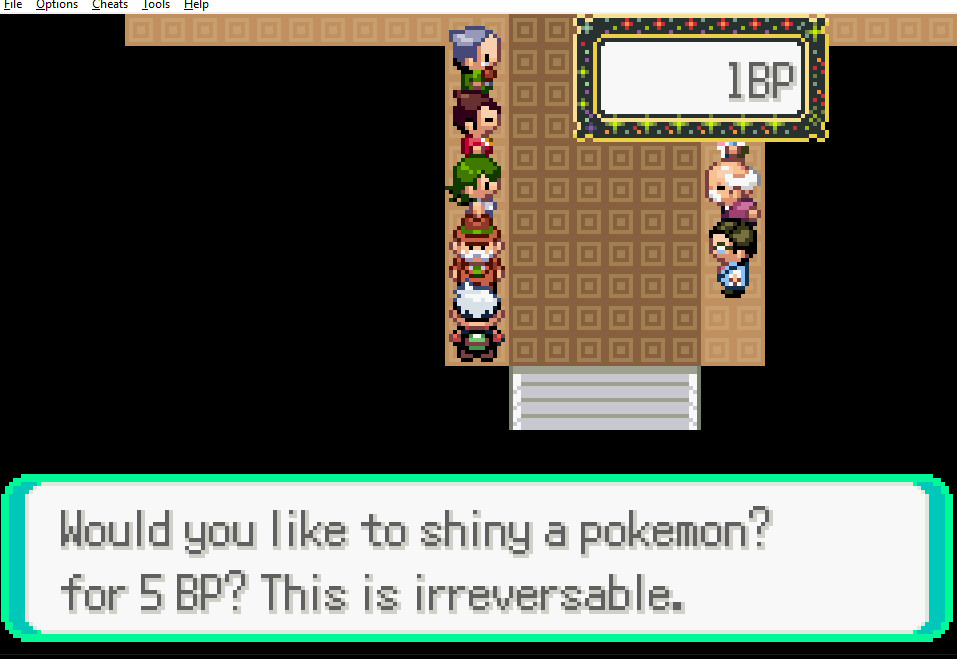 File Options Cheats Tools Help
1BP
Would you like to shiny a pokemon?
for 5 BP? This is irreversable.